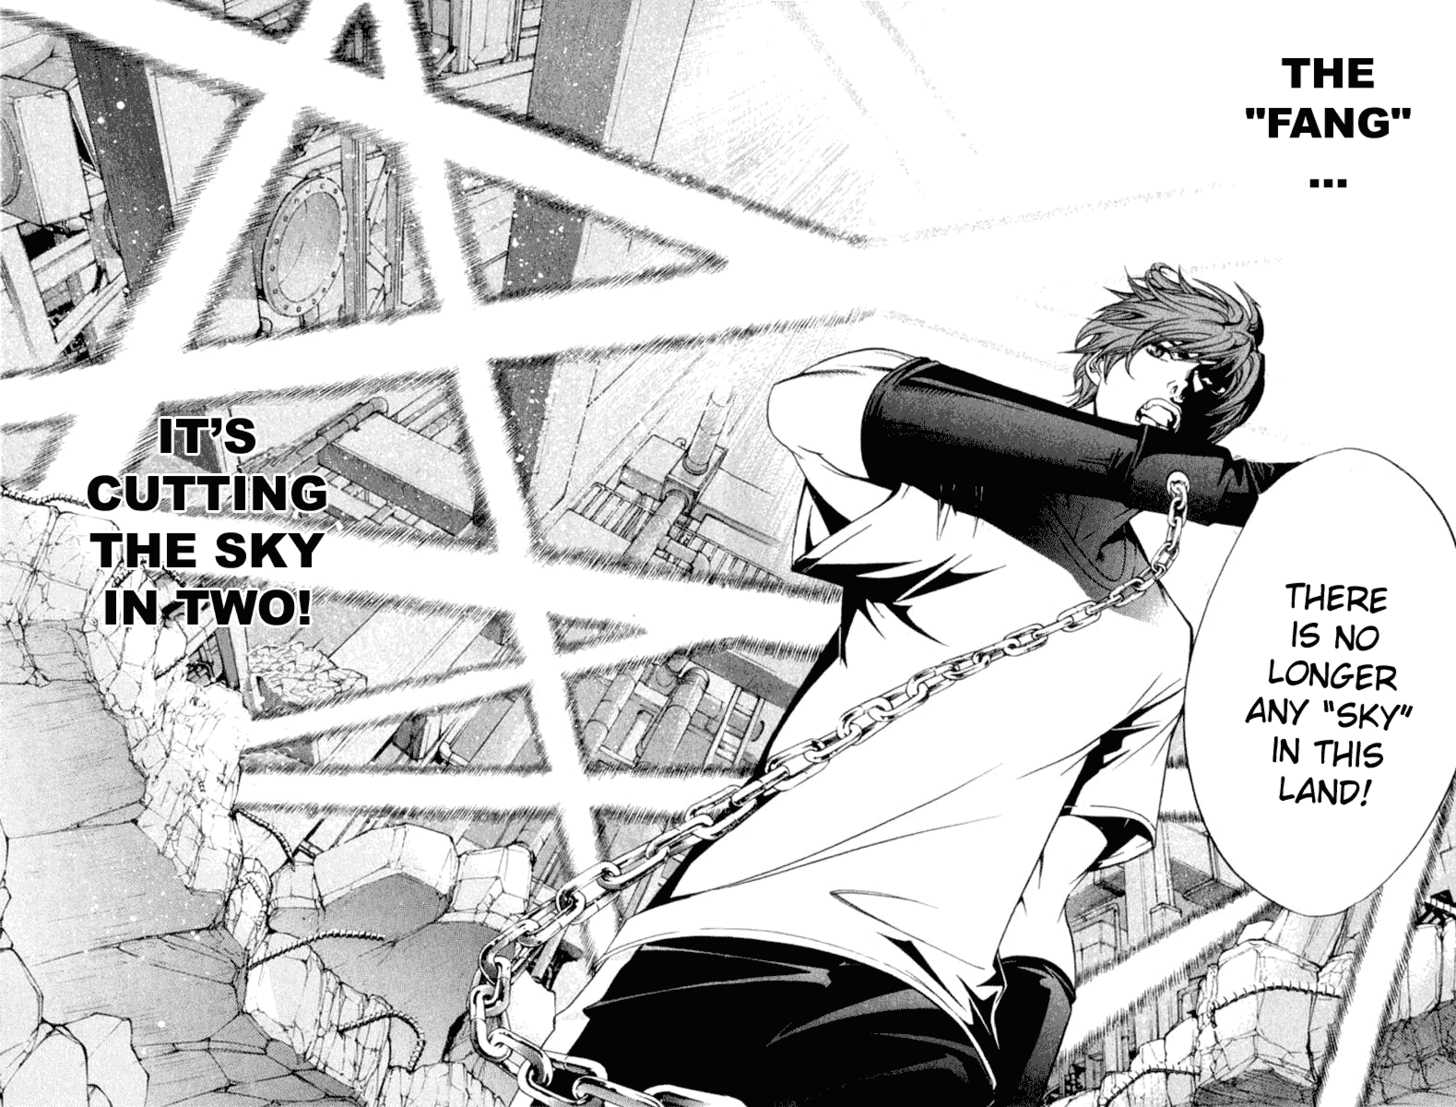 THE
"FANG"
...
THERE
IS NO
LONGER
ANY "SKY"
IN THIS
LAND!
IT'S
CUTTING
THE SKY
IN TWO!